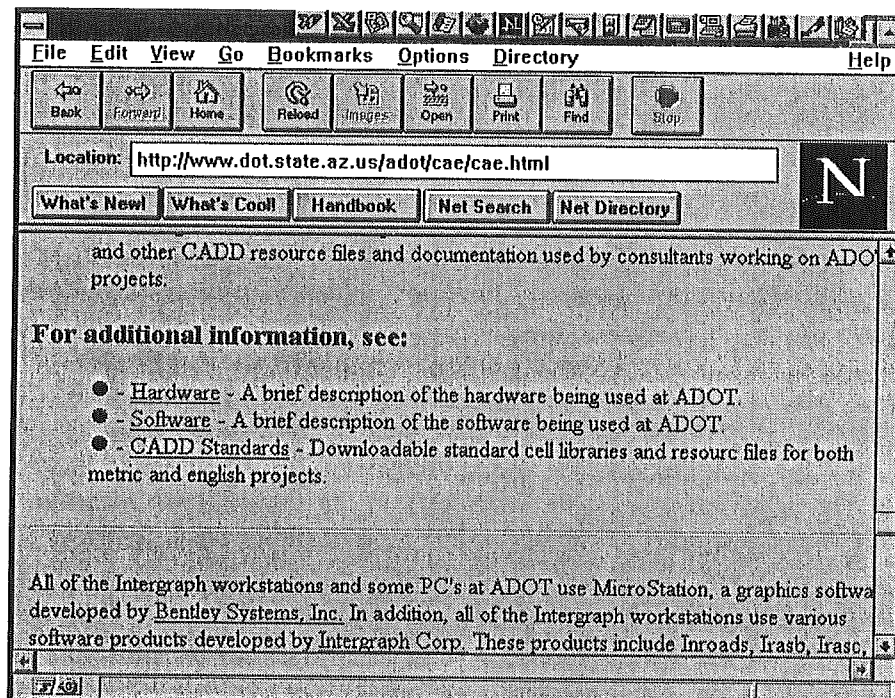 File Edit View Go Bookmarks Options Directory Help
Back Forward Home Reload Images Open Print Find Stop
Location: http://www.dot.state.az.us/adot/cae/cae.html
N
What's New! What's Cool! Handbook Net Search Net Directory
and other CADD resource files and documentation used by consultants working on ADO
projects.
For additional information, see:
- Hardware - A brief description of the hardware being used at ADOT.
- Software - A brief description of the software being used at ADOT.
- CADD Standards - Downloadable standard cell libraries and resourc files for both
metric and english projects.
All of the Intergraph workstations and some PC's at ADOT use MicroStation, a graphics softwa
developed by Bentley Systems, Inc. In addition, all of the Intergraph workstations use various
software products developed by Intergraph Corp. These products include Inroads, Irasb, Irasc,